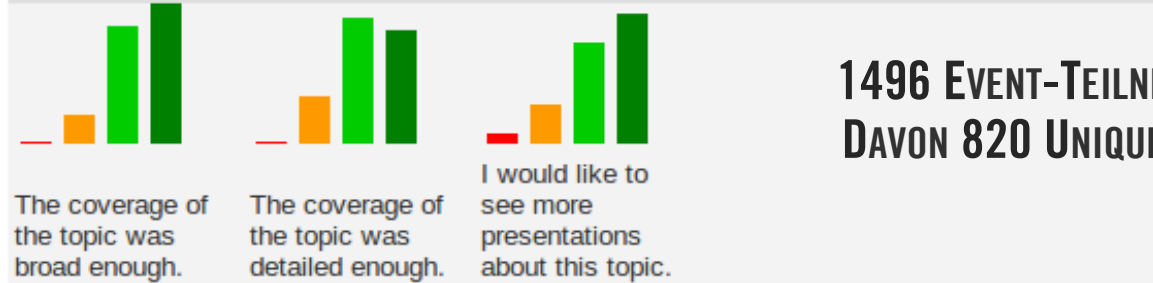 The coverage of
the topic was
broad enough.
The coverage of
the topic was
detailed enough.
I would like to
see more
presentations
about this topic.
1496 EVENT-TEILN
DAVON 820 UNIQU